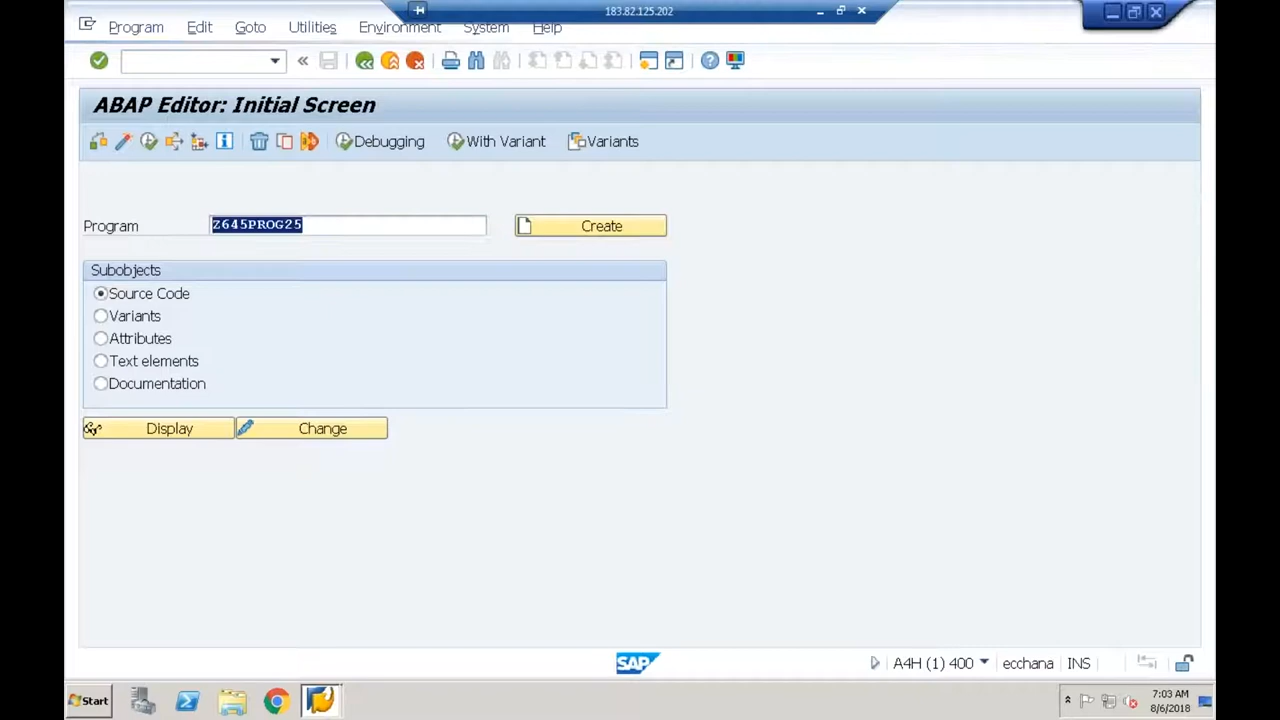 183.82.125.202
Program Edit Goto Utilities Environment System Help
ABAP Editor: Initial Screen
Debugging With Variant Variants
Program Z645PROG25 Create
Subobjects
Source Code
Variants
Attributes
Text elements
Documentation
Display Change
SAP A4H (1) 400 ecchana INS
Start 7:03 AM
8/6/2018